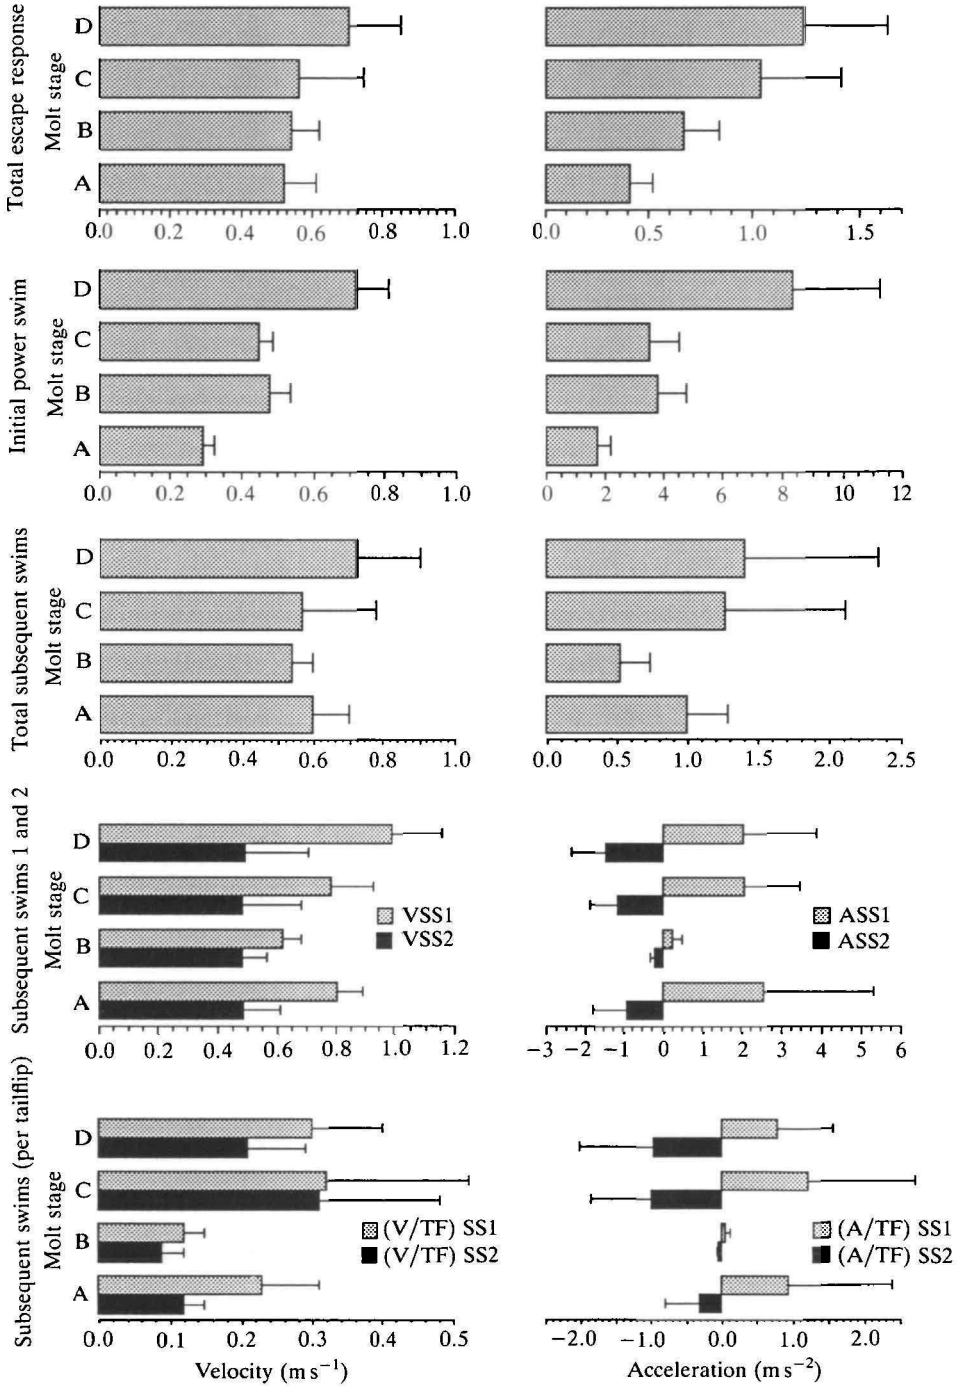 Total escape response
Molt stage
D
C
B
A
0.0 0.2 0.4 0.6 0.8 1.0
0.0 0.5 1.0 1.5
Initial power swim
Molt stage
D
C
B
A
0.0 0.2 0.4 0.6 0.8 1.0
0 2 4 6 8 10 12
Total subsequent swims
Molt stage
D
C
B
A
0.0 0.2 0.4 0.6 0.8 1.0
0.0 0.5 1.0 1.5 2.0 2.5
Subsequent swims 1 and 2
Molt stage
D
C
B
A
VSS1
VSS2
ASS1
ASS2
0.0 0.2 0.4 0.6 0.8 1.0 1.2
−3 −2 −1 0 1 2 3 4 5 6
Subsequent swims (per tailflip)
Molt stage
D
C
B
A
(V/TF) SS1
(V/TF) SS2
(A/TF) SS1
(A/TF) SS2
0.0 0.1 0.2 0.3 0.4 0.5
−2.0 −1.0 0.0 1.0 2.0
Velocity (m s⁻¹)
Acceleration (m s⁻²)